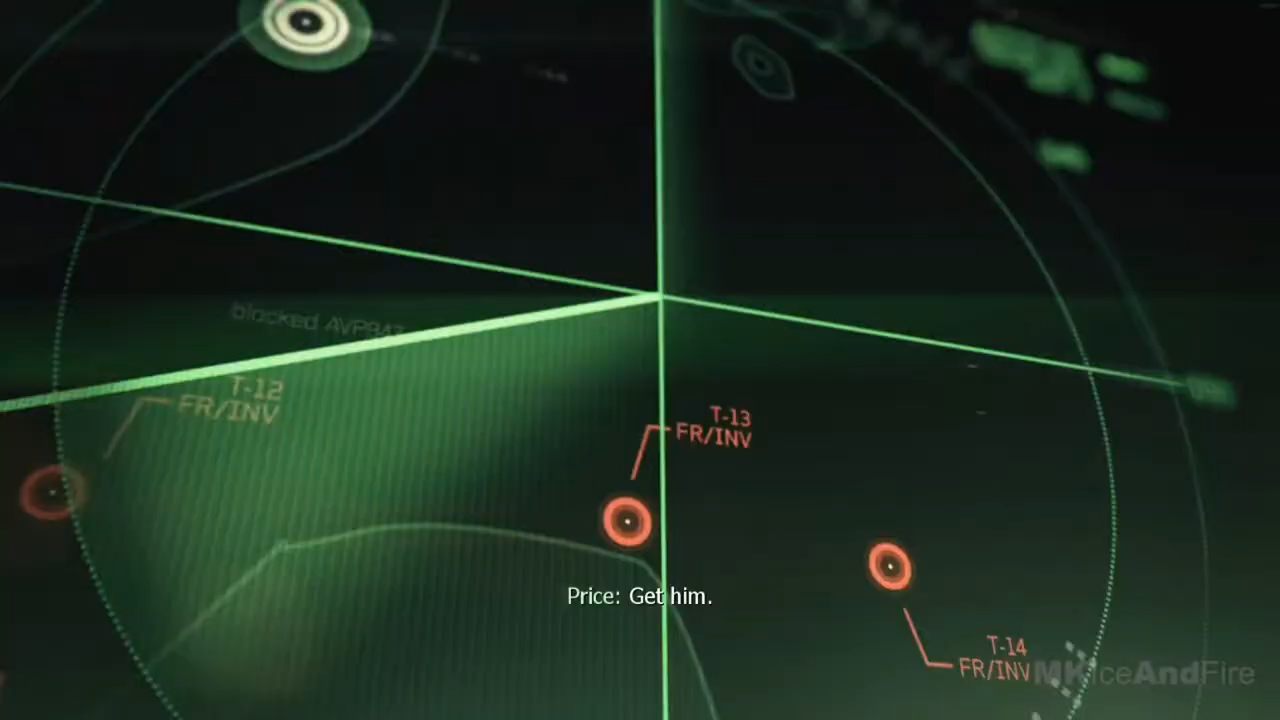 blocked AVP947
T-12
FR/INV
T-13
FR/INV
Price: Get him.
T-14
FR/INV
MKIceAndFire